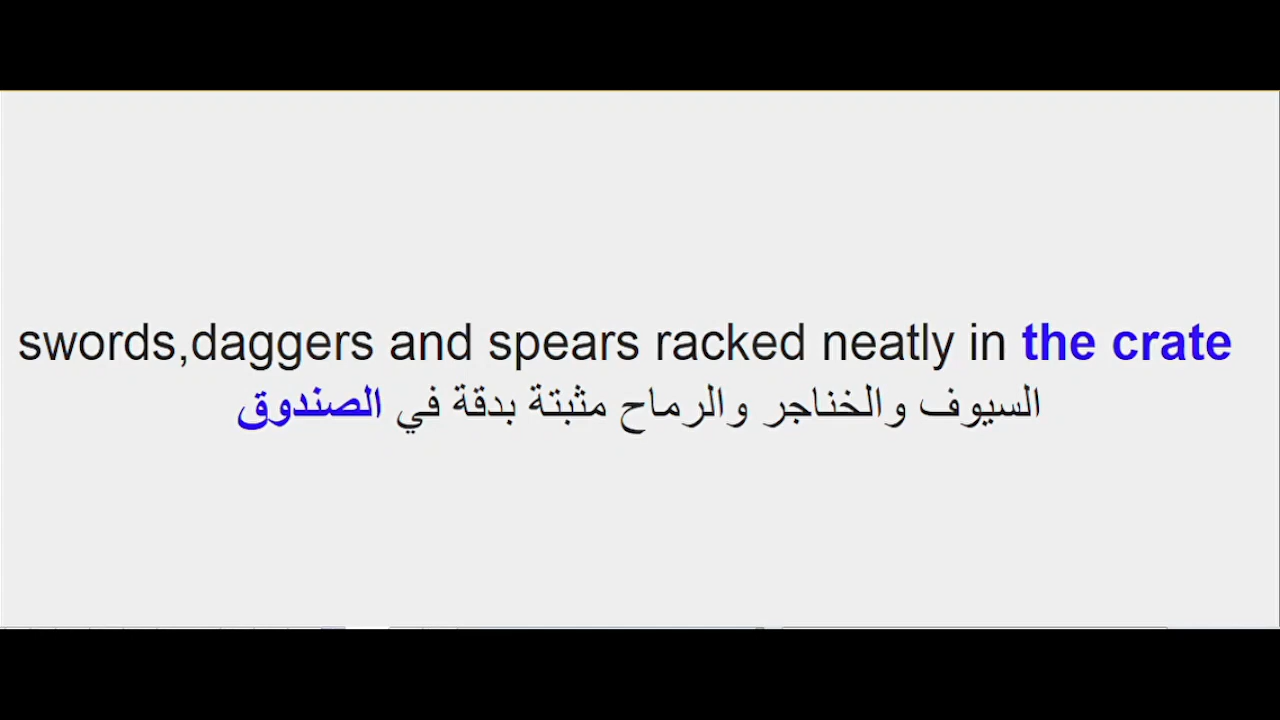 swords,daggers and spears racked neatly in the crate
السيوف والخناجر والرماح مثبتة بدقة في الصندوق